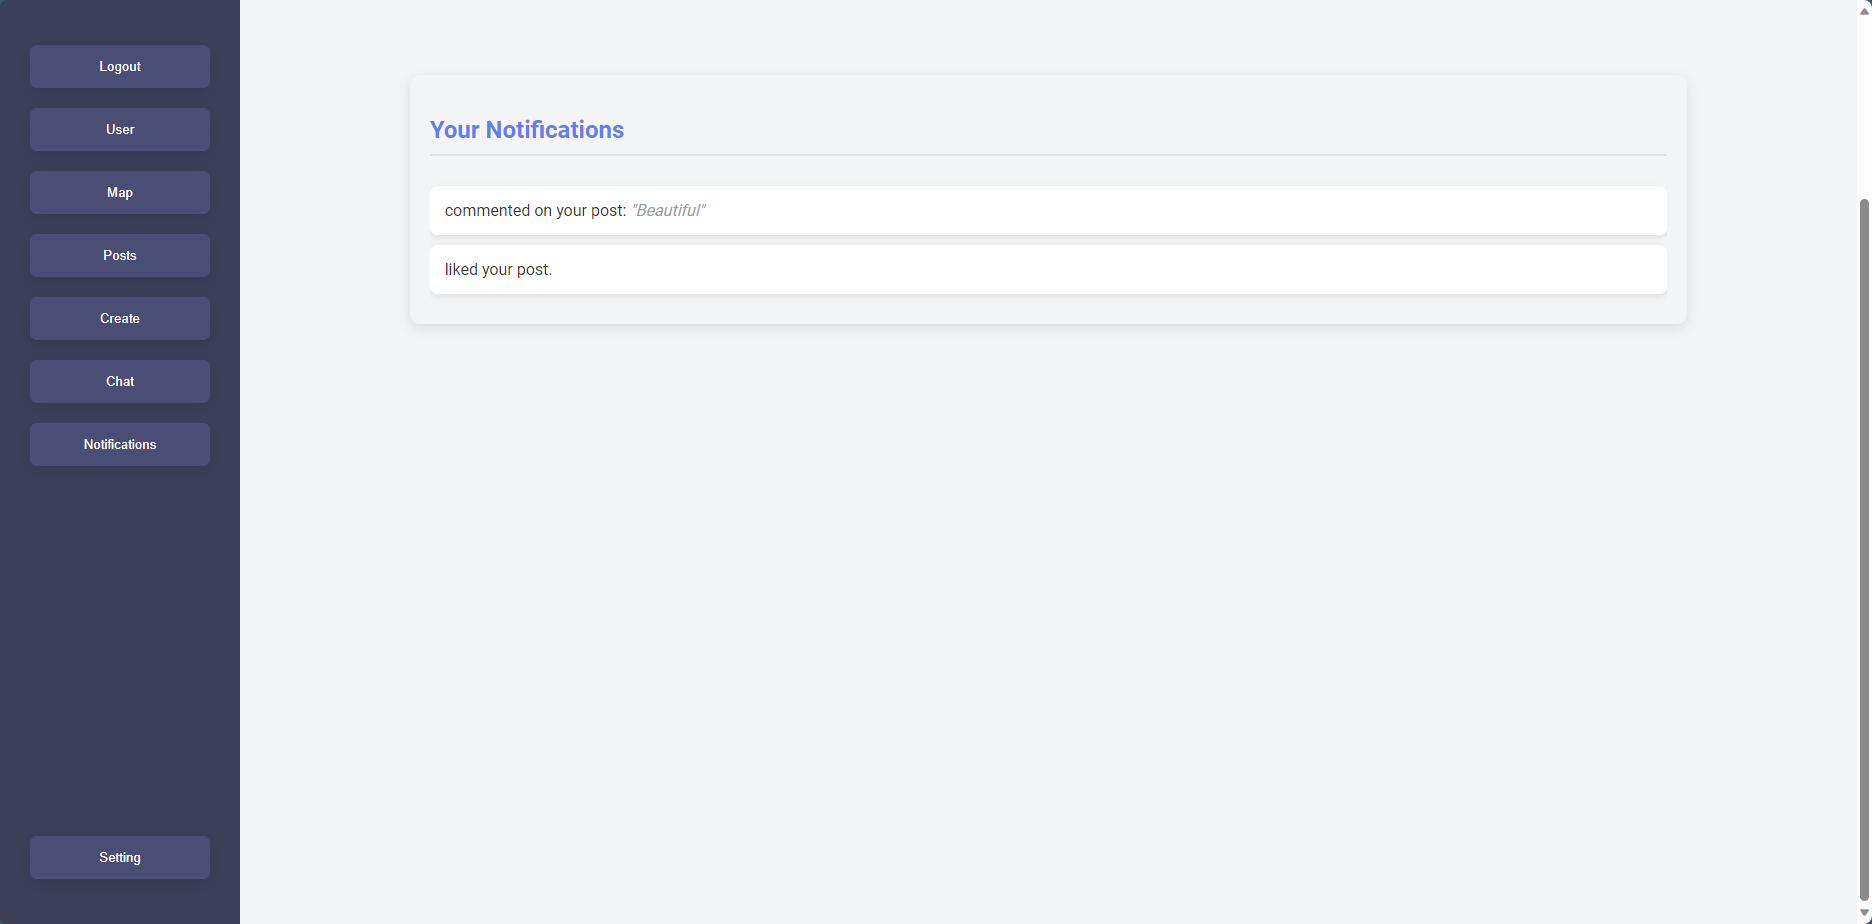 Logout
User
Map
Posts
Create
Chat
Notifications
Setting
Your Notifications
commented on your post: "Beautiful"
liked your post.